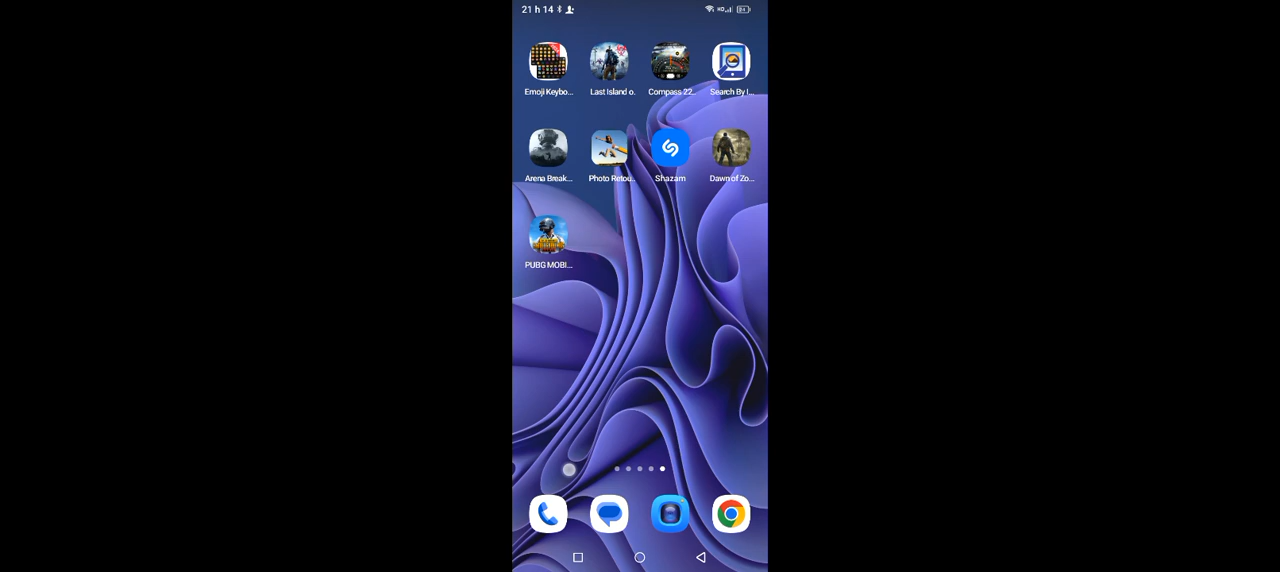 21 h 14
Emoji Keybo... Last Island o. Compass 22.. Search By I...
Arena Break... Photo Retou.. Shazam Dawn of Zo...
PUBG MOBI...